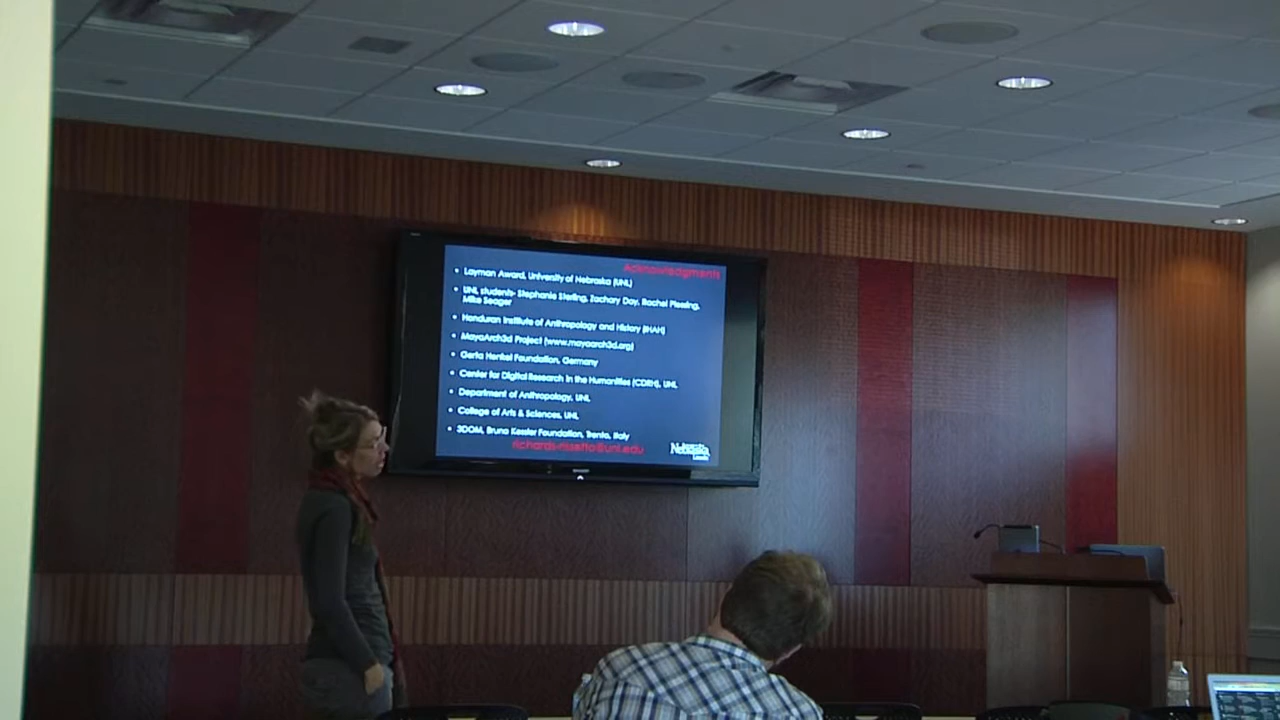 Acknowledgments
• Layman Award, University of Nebraska (UNL)
• UNL students- Stephanie Sterling, Zachary Day, Rachel Plessing,
Mike Seager
• Honduran Institute of Anthropology and History (IHAH)
• MayaArch3d Project (www.mayaarch3d.org)
• Gerta Henkel Foundation, Germany
• Center for Digital Research in the Humanities (CDRH), UNL
• Department of Anthropology, UNL
• College of Arts & Sciences, UNL
• 3DOM, Bruno Kessler Foundation, Trento, Italy
richards-rissetto@unl.edu
Nebraska
Lincoln
SHARP